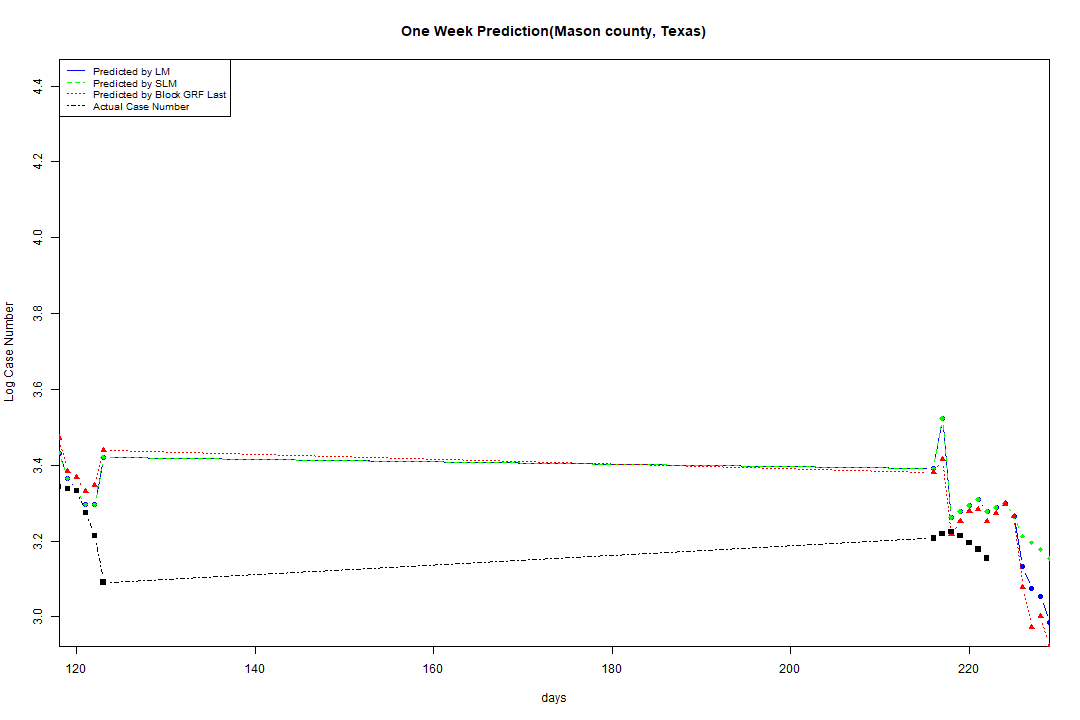 One Week Prediction(Mason county, Texas)
Predicted by LM
Predicted by SLM
Predicted by Block GRF Last
Actual Case Number
Log Case Number
4.4
4.2
4.0
3.8
3.6
3.4
3.2
3.0
120 140 160 180 200 220
days